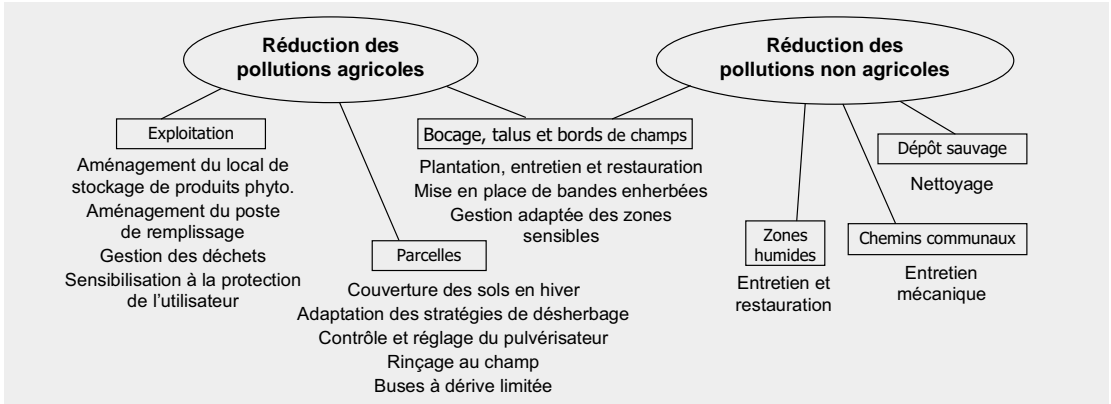 Réduction des
pollutions agricoles
Réduction des
pollutions non agricoles
Exploitation
Aménagement du local de
stockage de produits phyto.
Aménagement du poste
de remplissage
Gestion des déchets
Sensibilisation à la protection
de l'utilisateur
Parcelles
Couverture des sols en hiver
Adaptation des stratégies de désherbage
Contrôle et réglage du pulvérisateur
Rinçage au champ
Buses à dérive limitée
Bocage, talus et bords de champs
Plantation, entretien et restauration
Mise en place de bandes enherbées
Gestion adaptée des zones
sensibles
Zones
humides
Entretien et
restauration
Chemins communaux
Entretien
mécanique
Dépôt sauvage
Nettoyage